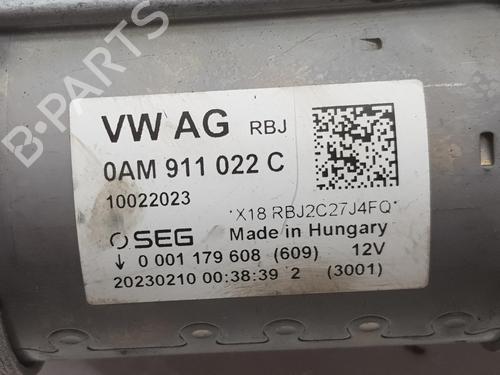 VW AG RBJ
0AM 911 022 C
10022023
*X18 RBJ2C27J4FQ*
SEG Made in Hungary
↓ 0 001 179 608 (609) 12V
20230210 00:38:39 2 (3001)
B-PARTS